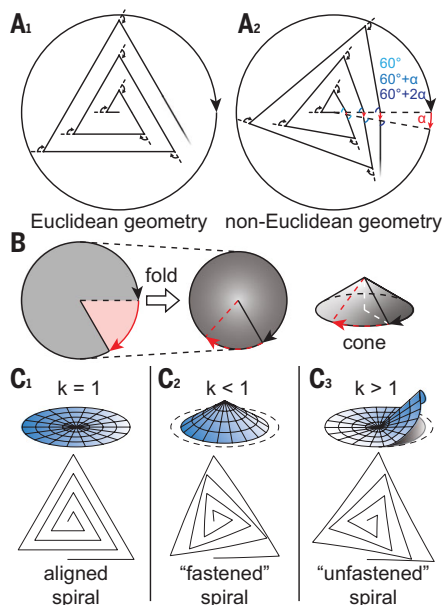 A1
A2
60°
60°+α
60°+2α
α
Euclidean geometry
non-Euclidean geometry
B
fold
cone
C1
C2
C3
k = 1
k < 1
k > 1
aligned
spiral
"fastened"
spiral
"unfastened"
spiral